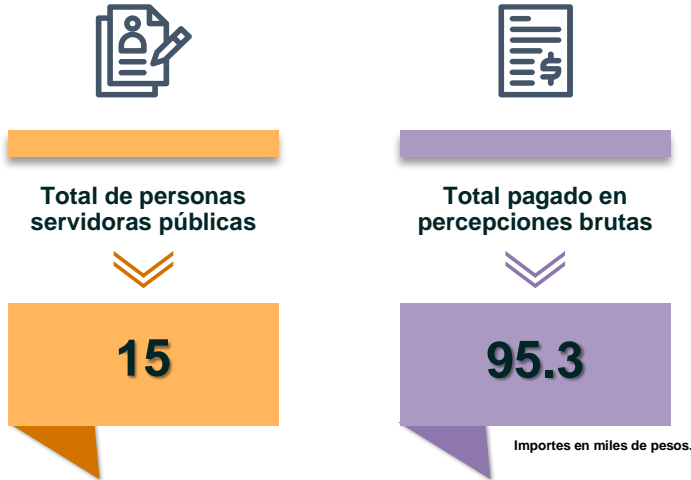 Total de personas
servidoras públicas
15
Total pagado en
percepciones brutas
95.3
Importes en miles de pesos.